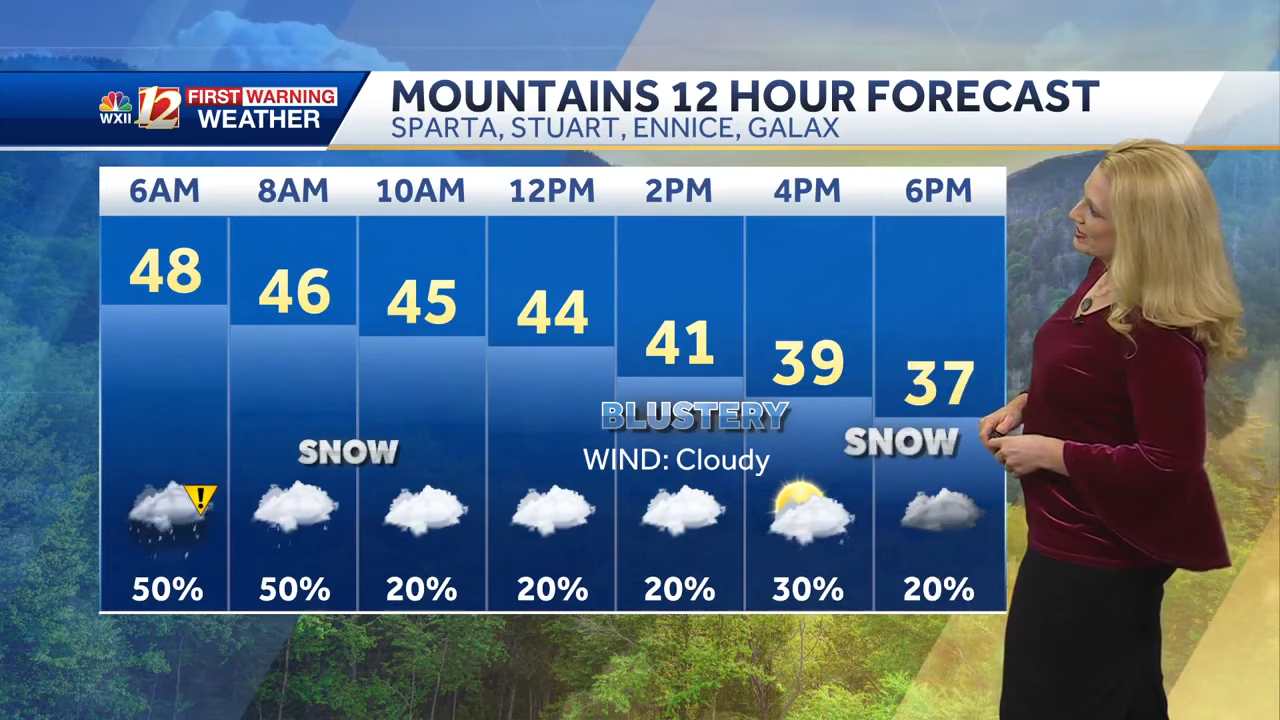 WXII 12 FIRST WARNING
WEATHER
MOUNTAINS 12 HOUR FORECAST
SPARTA, STUART, ENNICE, GALAX
6AM 8AM 10AM 12PM 2PM 4PM 6PM
48 46 45 44 41 39 37
BLUSTERY
SNOW SNOW
WIND: Cloudy
!
50% 50% 20% 20% 20% 30% 20%